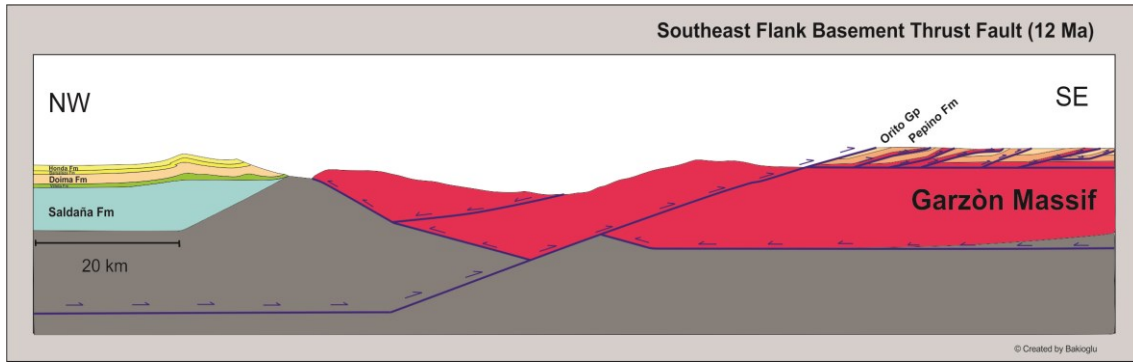 Southeast Flank Basement Thrust Fault (12 Ma)
NW
SE
Orito Gp
Pepino Fm
Honda Fm
Doima Fm
Saldaña Fm
Garzòn Massif
20 km
© Created by Bakioglu